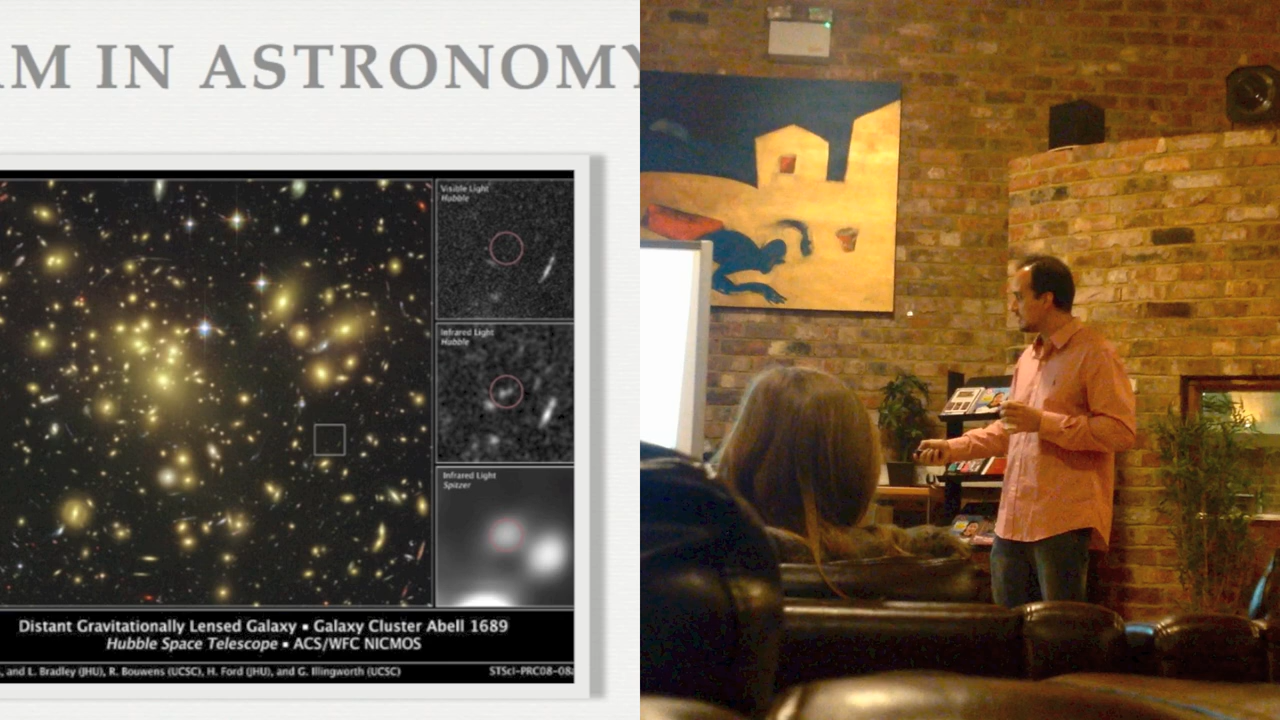 AM IN ASTRONOMY
Visible Light
Hubble
Infrared Light
Hubble
Infrared Light
Spitzer
Distant Gravitationally Lensed Galaxy ▪ Galaxy Cluster Abell 1689
Hubble Space Telescope ▪ ACS/WFC NICMOS
, and L. Bradley (JHU), R. Bouwens (UCSC), H. Ford (JHU), and G. Illingworth (UCSC)
STScI-PRC08-08a